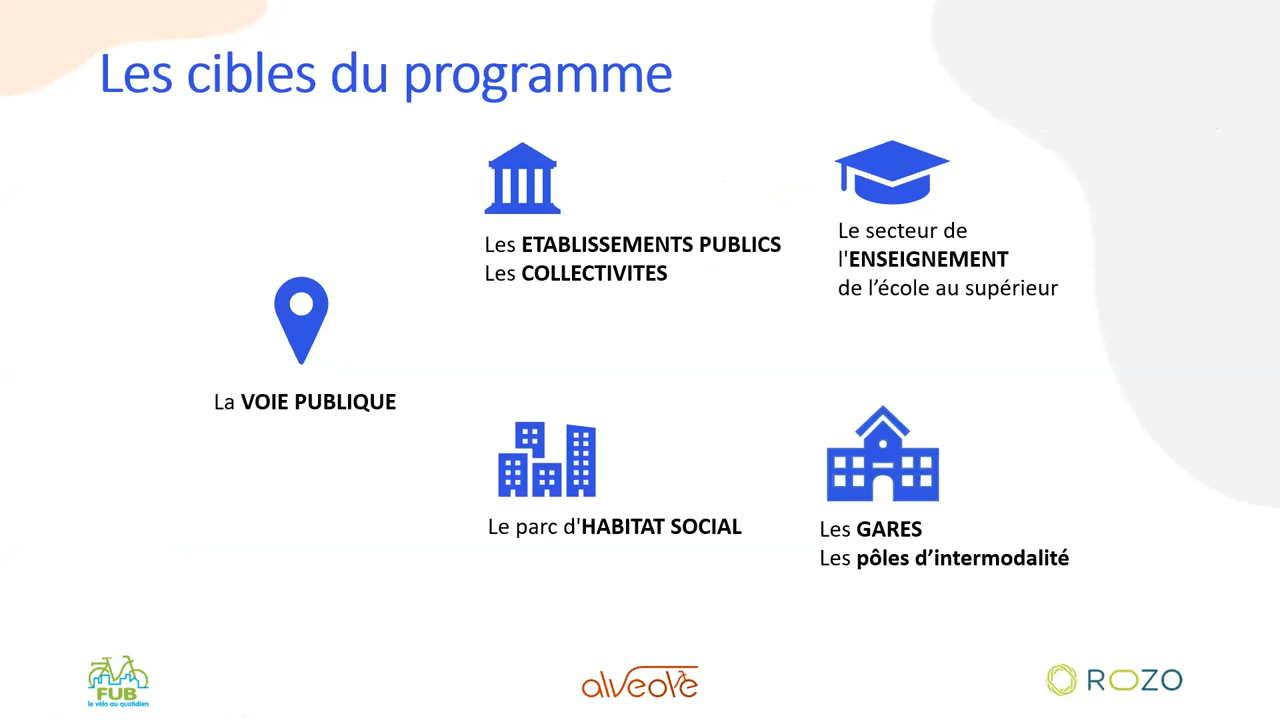 Les cibles du programme
Les ETABLISSEMENTS PUBLICS
Les COLLECTIVITES
Le secteur de
l'ENSEIGNEMENT
de l’école au supérieur
La VOIE PUBLIQUE
Le parc d'HABITAT SOCIAL
Les GARES
Les pôles d’intermodalité
FUB
le vélo au quotidien
alveole
ROZO